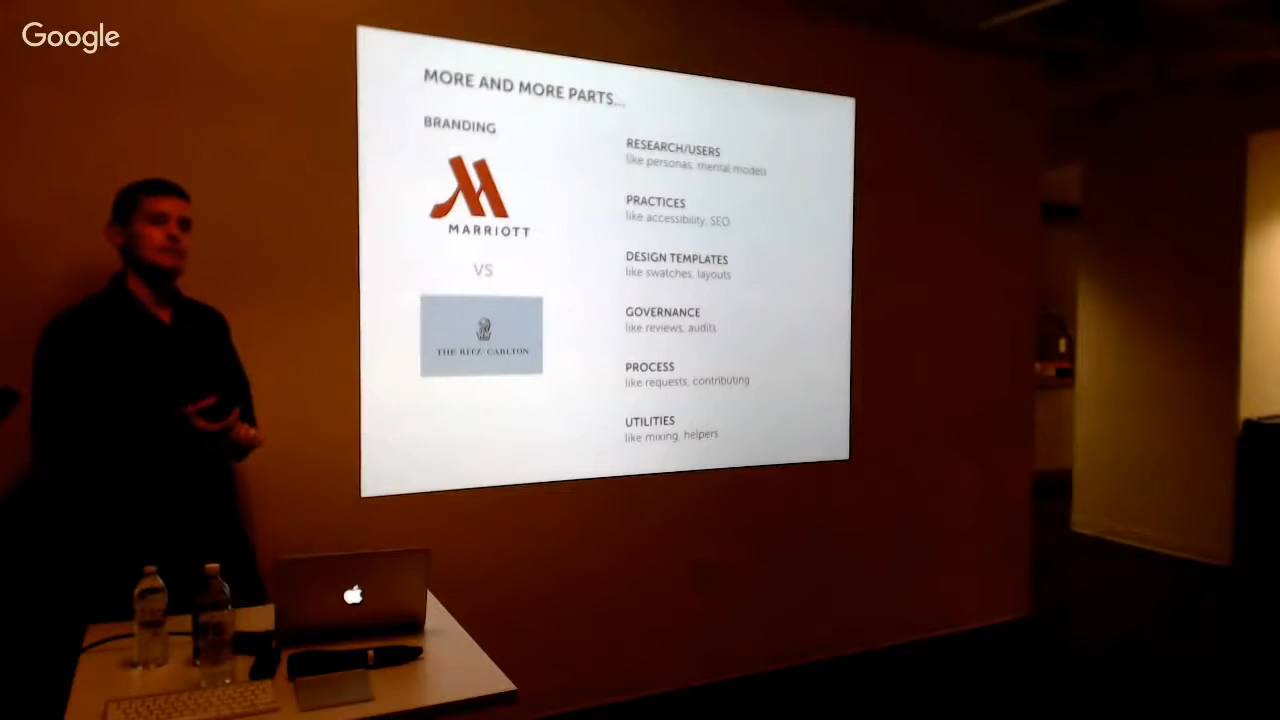 Google
MORE AND MORE PARTS...
BRANDING
MARRIOTT
VS
THE RITZ-CARLTON
RESEARCH/USERS
like personas, mental models
PRACTICES
like accessibility, SEO
DESIGN TEMPLATES
like swatches, layouts
GOVERNANCE
like reviews, audits
PROCESS
like requests, contributing
UTILITIES
like mixing, helpers